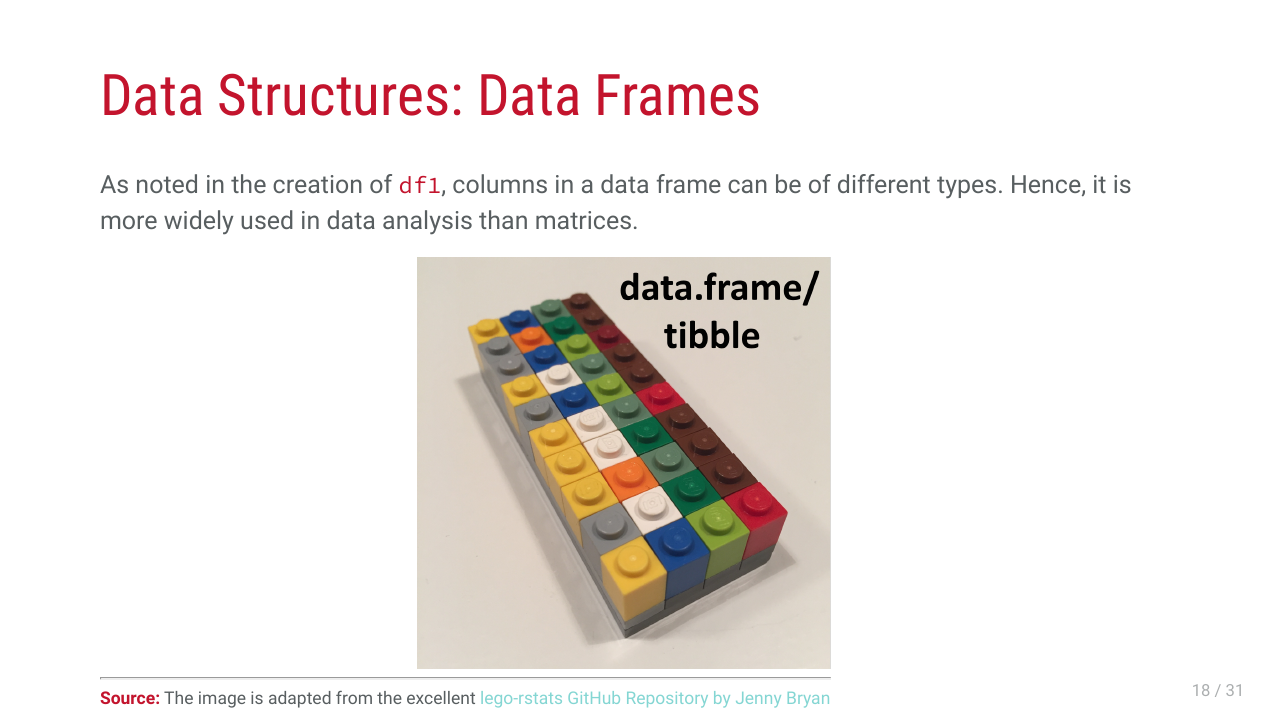 Data Structures: Data Frames
As noted in the creation of df1, columns in a data frame can be of different types. Hence, it is
more widely used in data analysis than matrices.
data.frame/
tibble
Source: The image is adapted from the excellent lego-rstats GitHub Repository by Jenny Bryan
18 / 31